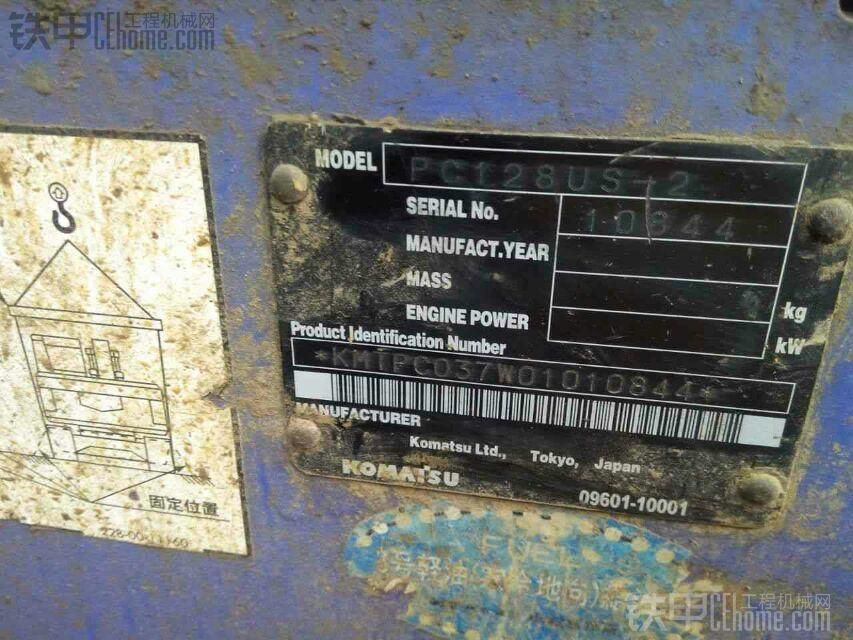 铁甲 工程机械网
CEhome.com
MODEL PC128US-2
SERIAL No. 10844
MANUFACT.YEAR
MASS kg
ENGINE POWER kW
Product Identification Number
*KMTPC037W01010844*
MANUFACTURER
Komatsu Ltd., Tokyo, Japan
KOMATSU
09601-10001
固定位置
FUEL
铁甲 工程机械网
CEhome.com